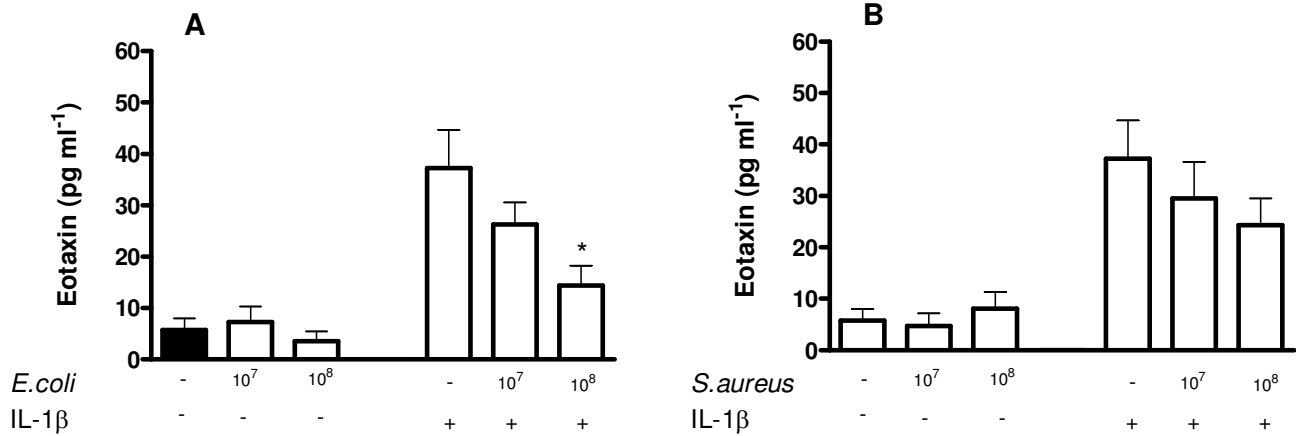 A
Eotaxin (pg ml⁻¹)
60
50
40
30
20
10
0
*
E.coli - 10⁷ 10⁸ - 10⁷ 10⁸
IL-1β - - - + + +
B
Eotaxin (pg ml⁻¹)
60
50
40
30
20
10
0
S.aureus - 10⁷ 10⁸ - 10⁷ 10⁸
IL-1β - - - + + +